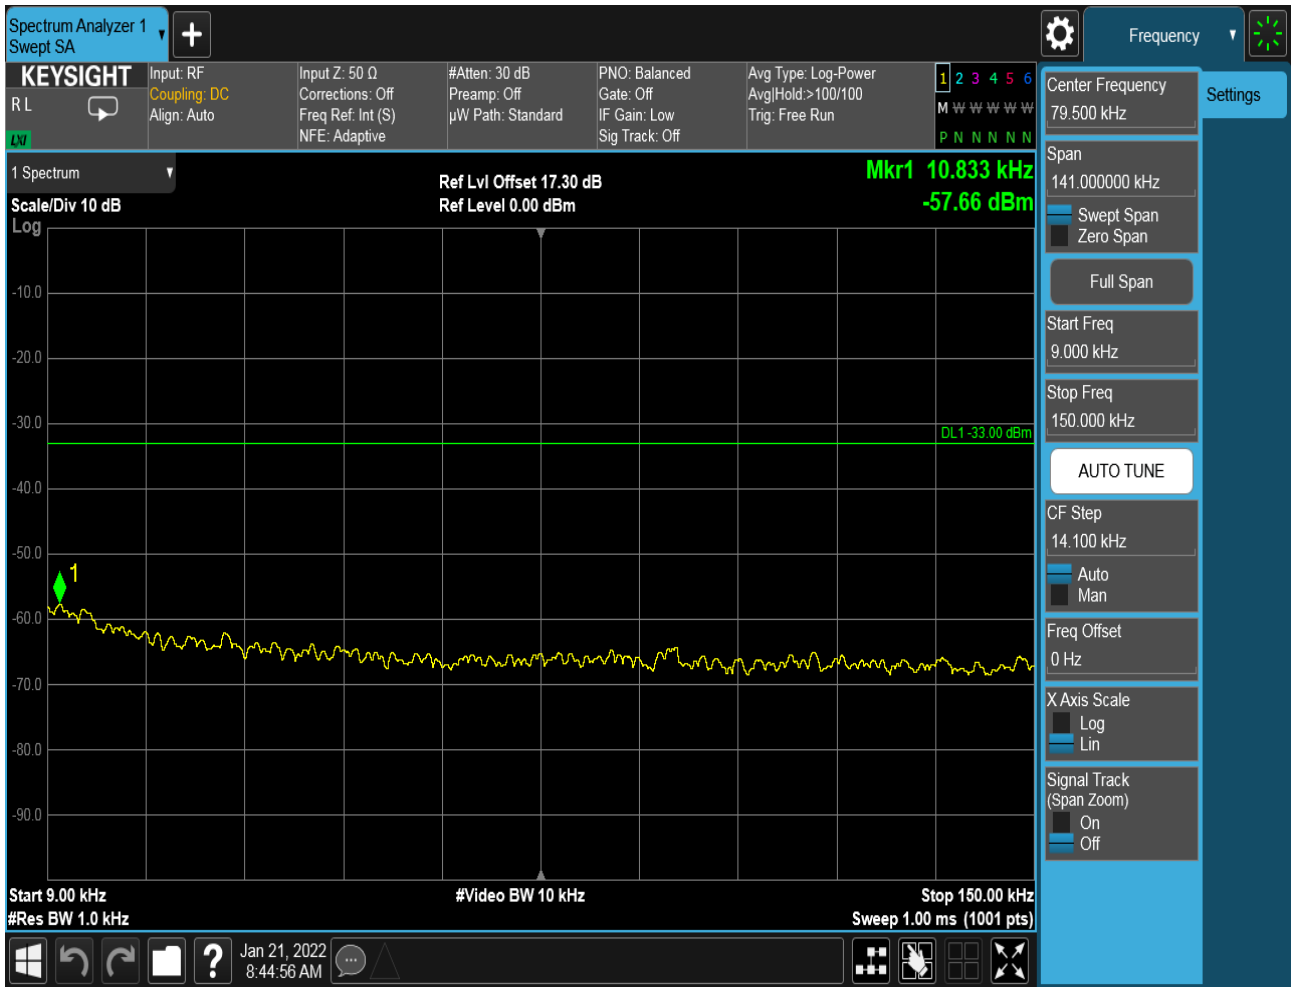 Spectrum Analyzer 1
Swept SA
Frequency
KEYSIGHT
R L
LXI
Input: RF
Coupling: DC
Align: Auto
Input Z: 50 Ω
Corrections: Off
Freq Ref: Int (S)
NFE: Adaptive
#Atten: 30 dB
Preamp: Off
µW Path: Standard
PNO: Balanced
Gate: Off
IF Gain: Low
Sig Track: Off
Avg Type: Log-Power
Avg|Hold:>100/100
Trig: Free Run
1 2 3 4 5 6
M W W W W W
P N N N N N
1 Spectrum
Scale/Div 10 dB
Log
Ref Lvl Offset 17.30 dB
Ref Level 0.00 dBm
Mkr1 10.833 kHz
-57.66 dBm
-10.0
-20.0
-30.0
DL1 -33.00 dBm
-40.0
-50.0
1
-60.0
-70.0
-80.0
-90.0
Start 9.00 kHz
#Video BW 10 kHz
Stop 150.00 kHz
#Res BW 1.0 kHz
Sweep 1.00 ms (1001 pts)
?
Jan 21, 2022
8:44:56 AM
Center Frequency
79.500 kHz
Settings
Span
141.000000 kHz
Swept Span
Zero Span
Full Span
Start Freq
9.000 kHz
Stop Freq
150.000 kHz
AUTO TUNE
CF Step
14.100 kHz
Auto
Man
Freq Offset
0 Hz
X Axis Scale
Log
Lin
Signal Track
(Span Zoom)
On
Off